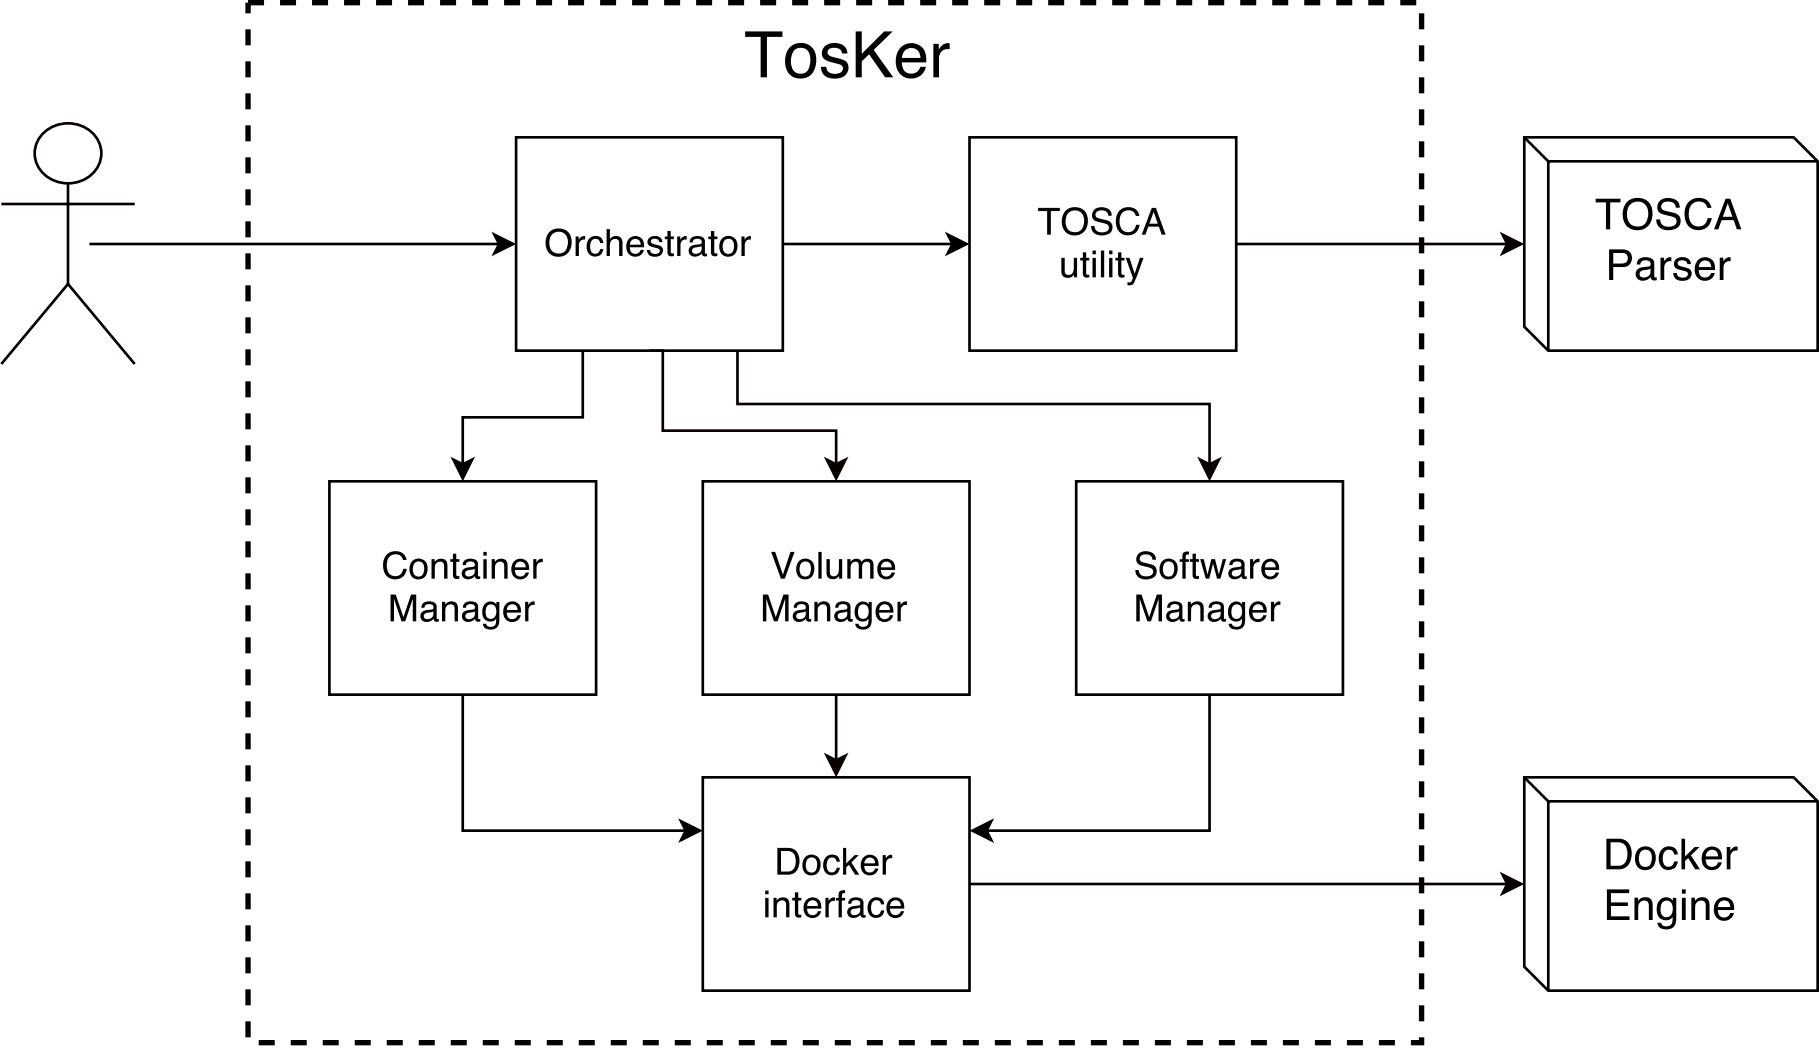 TosKer
Orchestrator
TOSCA
utility
TOSCA
Parser
Container
Manager
Volume
Manager
Software
Manager
Docker
interface
Docker
Engine